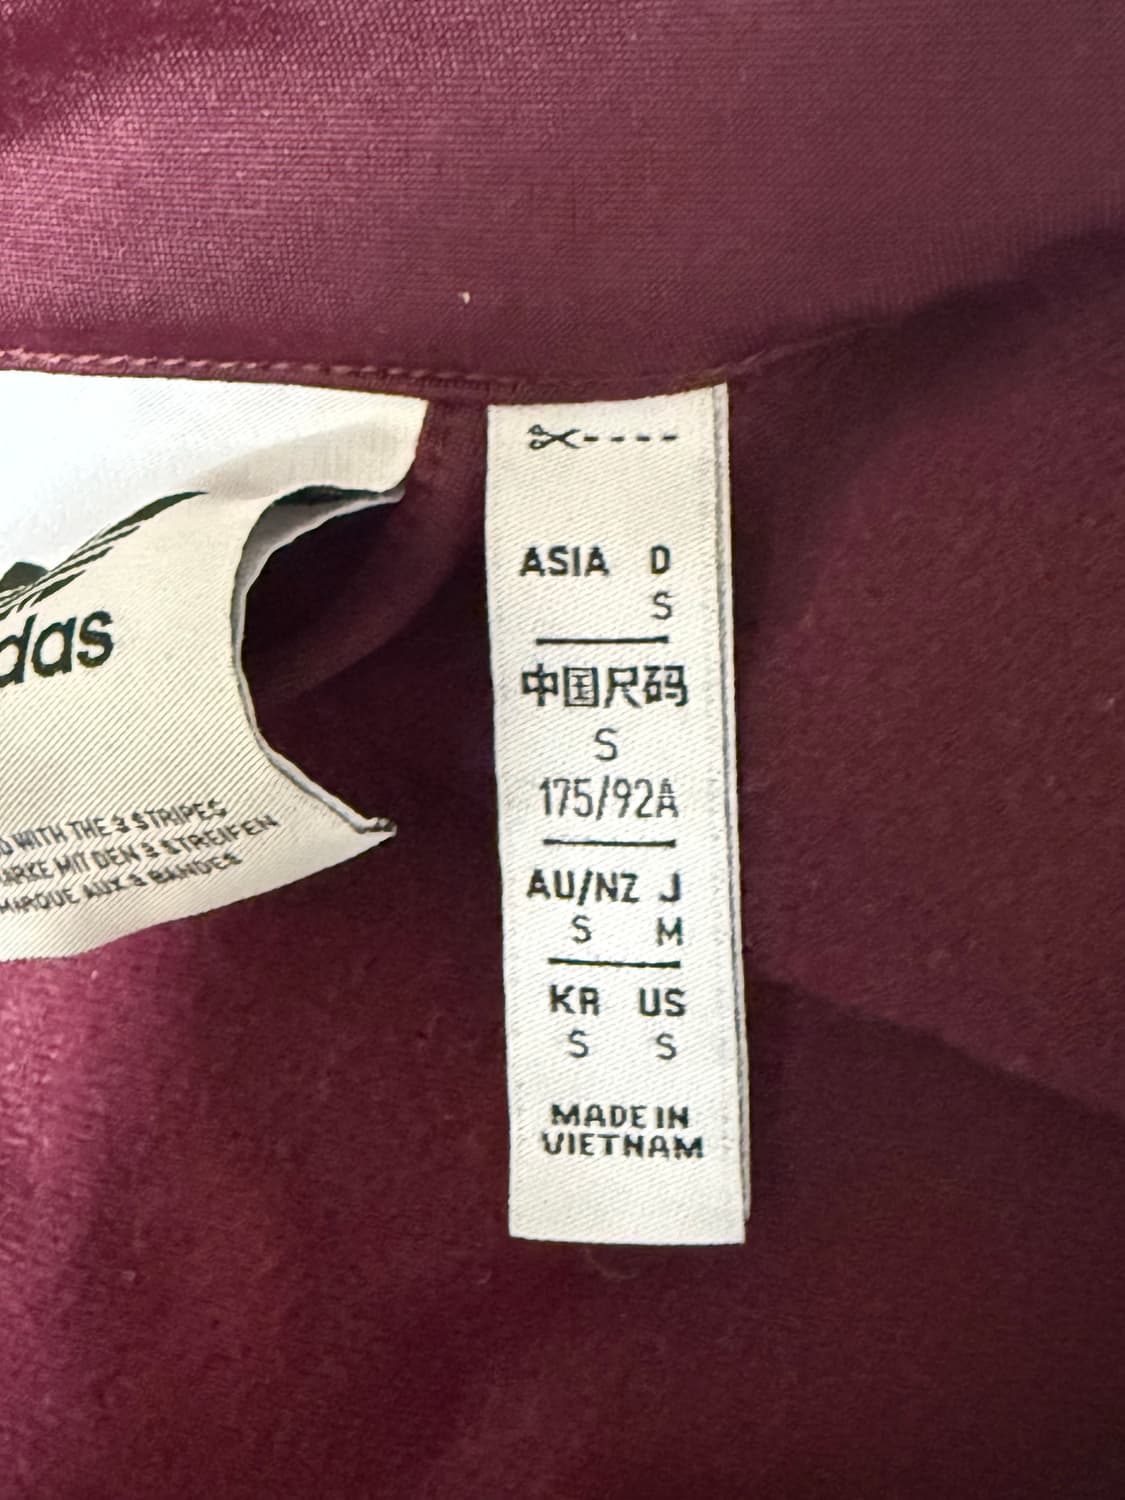 das
WITH THE 3 STRIPES
MIT DEN 3 STREIFEN
MARQUE AUX 3 BANDES
ASIA D
S
中国尺码
S
175/92A
AU/NZ J
S M
KR US
S S
MADE IN
VIETNAM